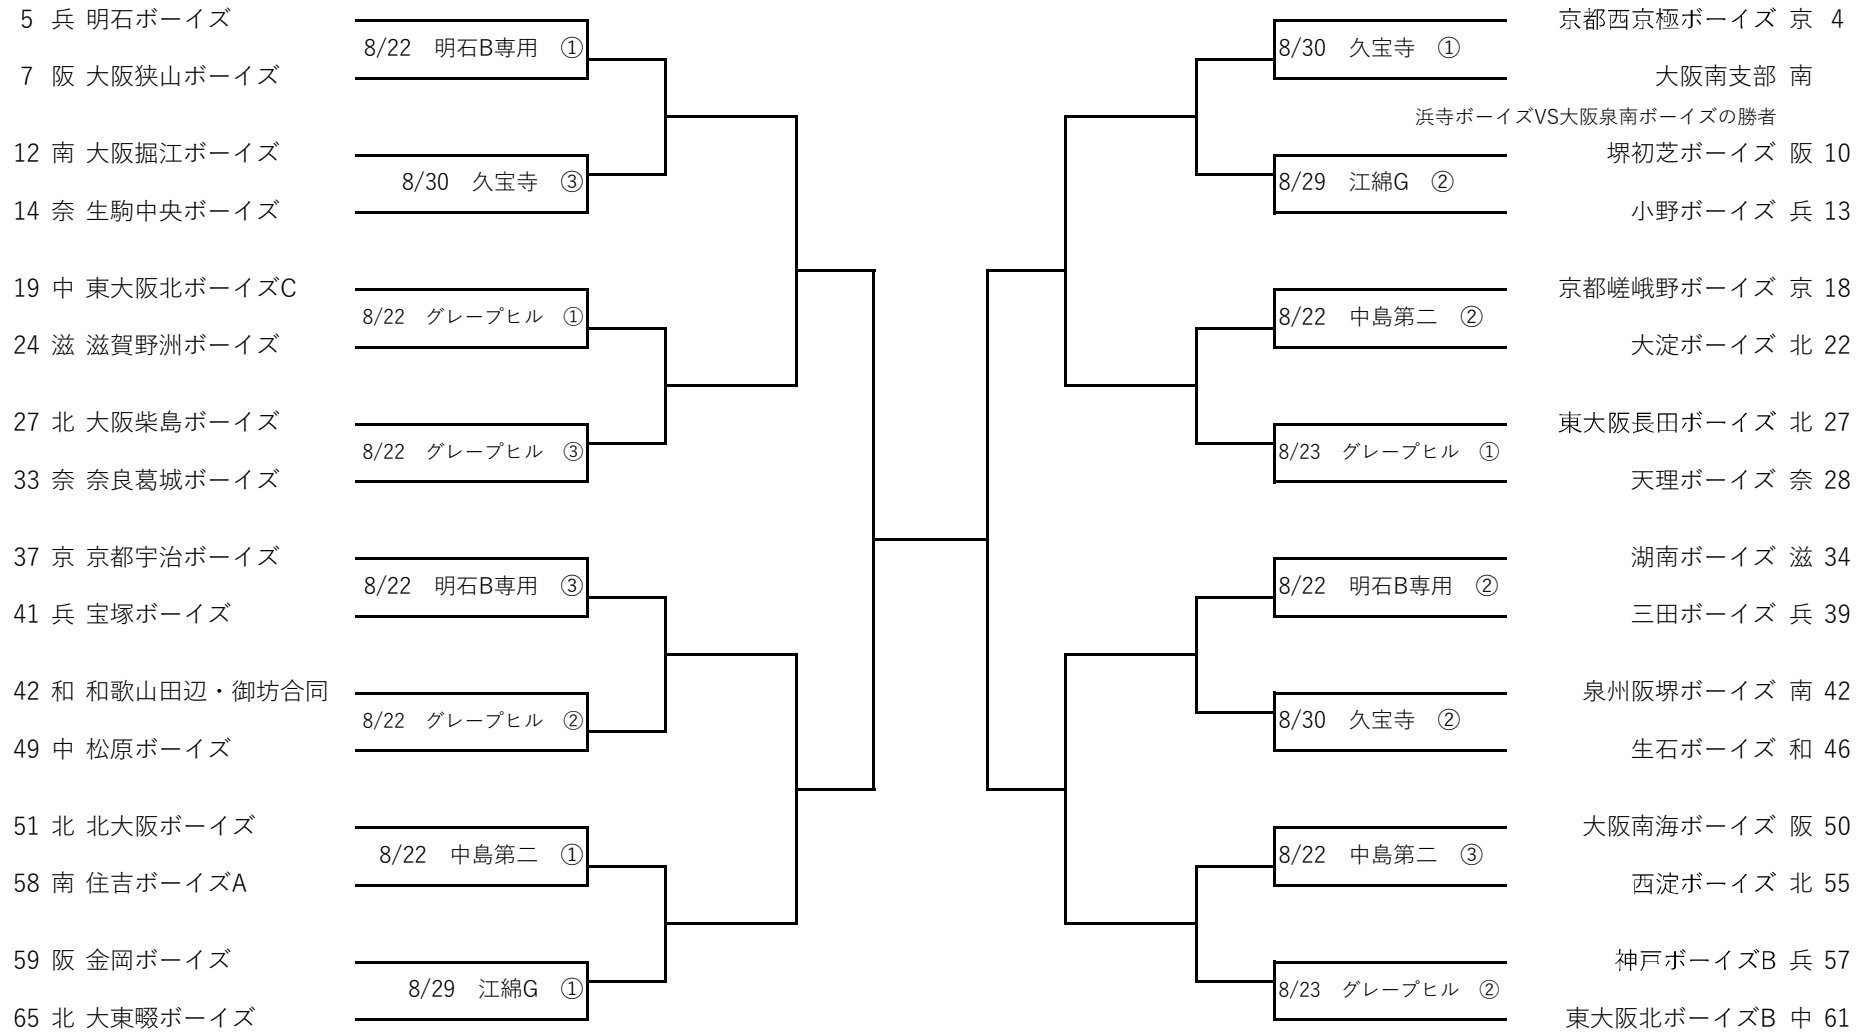 5 兵 明石ボーイズ
8/22 明石B専用 ①
7 阪 大阪狭山ボーイズ
12 南 大阪掘江ボーイズ
8/30 久宝寺 ③
14 奈 生駒中央ボーイズ
19 中 東大阪北ボーイズC
8/22 グレープヒル ①
24 滋 滋賀野洲ボーイズ
27 北 大阪柴島ボーイズ
8/22 グレープヒル ③
33 奈 奈良葛城ボーイズ
37 京 京都宇治ボーイズ
8/22 明石B専用 ③
41 兵 宝塚ボーイズ
42 和 和歌山田辺・御坊合同
8/22 グレープヒル ②
49 中 松原ボーイズ
51 北 北大阪ボーイズ
8/22 中島第二 ①
58 南 住吉ボーイズA
59 阪 金岡ボーイズ
8/29 江綿G ①
65 北 大東畷ボーイズ
京都西京極ボーイズ 京 4
8/30 久宝寺 ①
大阪南支部 南
浜寺ボーイズVS大阪泉南ボーイズの勝者
堺初芝ボーイズ 阪 10
8/29 江綿G ②
小野ボーイズ 兵 13
京都嵯峨野ボーイズ 京 18
8/22 中島第二 ②
大淀ボーイズ 北 22
東大阪長田ボーイズ 北 27
8/23 グレープヒル ①
天理ボーイズ 奈 28
湖南ボーイズ 滋 34
8/22 明石B専用 ②
三田ボーイズ 兵 39
泉州阪堺ボーイズ 南 42
8/30 久宝寺 ②
生石ボーイズ 和 46
大阪南海ボーイズ 阪 50
8/22 中島第二 ③
西淀ボーイズ 北 55
神戸ボーイズB 兵 57
8/23 グレープヒル ②
東大阪北ボーイズB 中 61